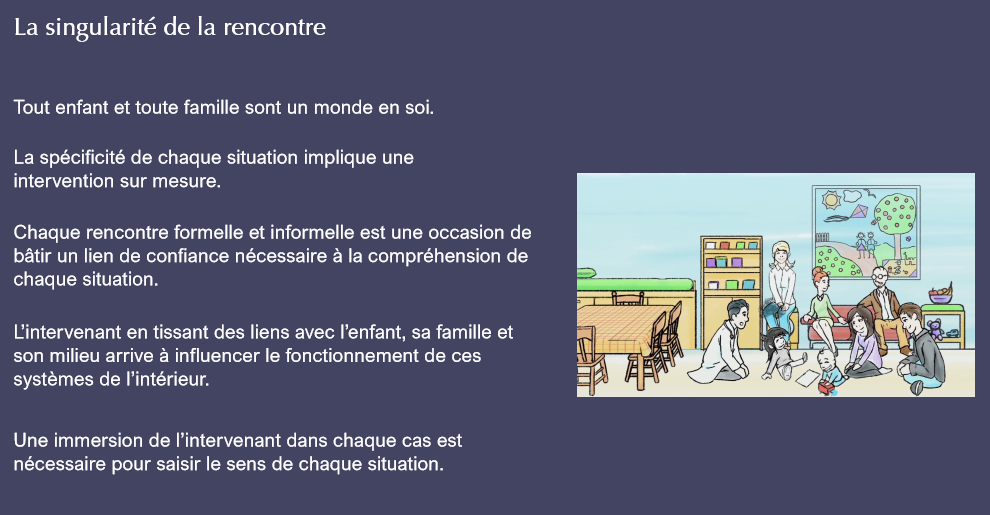 La singularité de la rencontre
Tout enfant et toute famille sont un monde en soi.
La spécificité de chaque situation implique une
intervention sur mesure.
Chaque rencontre formelle et informelle est une occasion de
bâtir un lien de confiance nécessaire à la compréhension de
chaque situation.
L’intervenant en tissant des liens avec l’enfant, sa famille et
son milieu arrive à influencer le fonctionnement de ces
systèmes de l’intérieur.
Une immersion de l’intervenant dans chaque cas est
nécessaire pour saisir le sens de chaque situation.